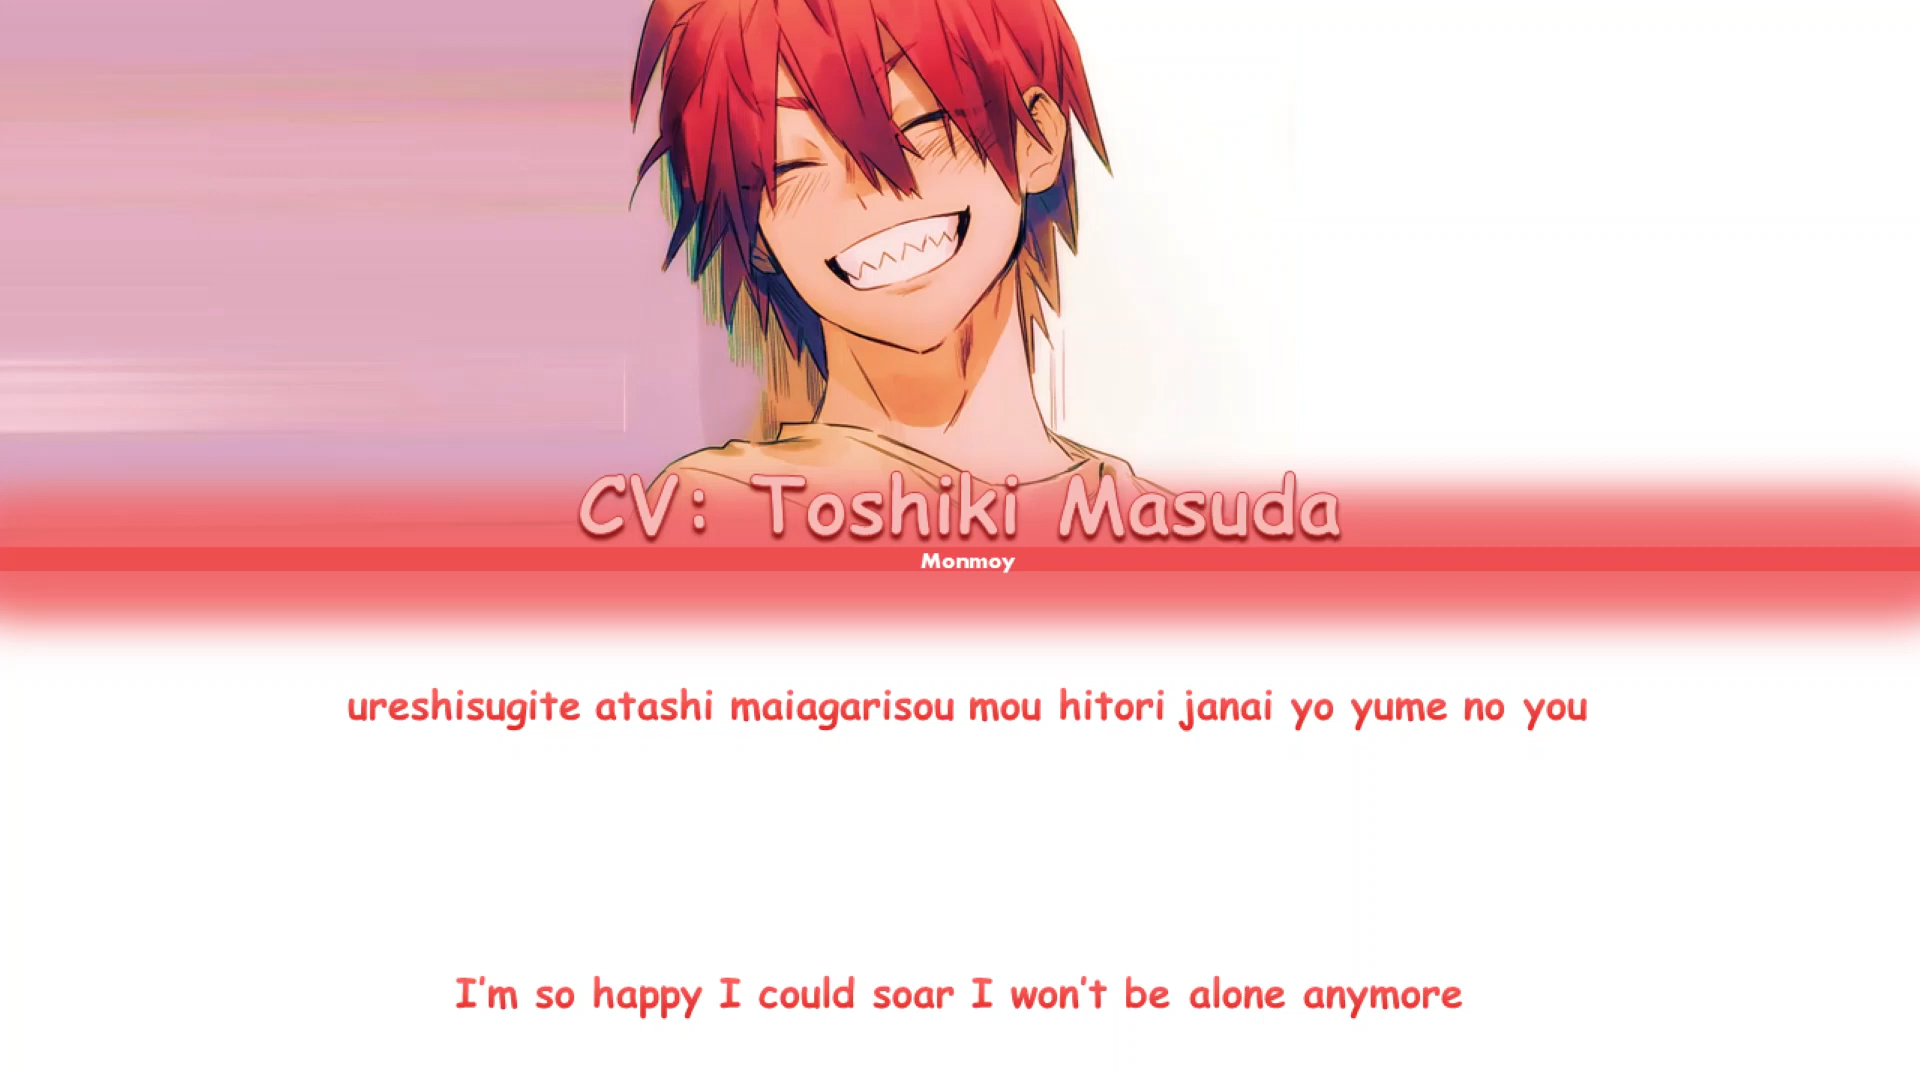 CV: Toshiki Masuda
Monmoy
ureshisugite atashi maiagarisou mou hitori janai yo yume no you
I'm so happy I could soar I won't be alone anymore